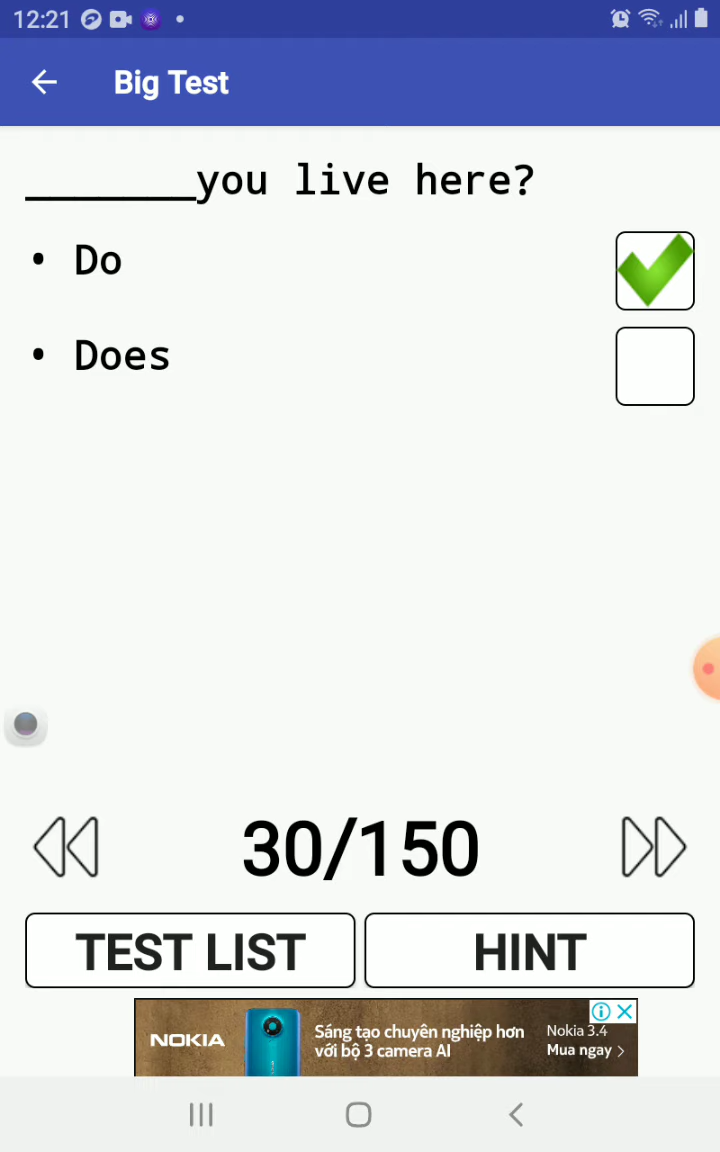 12:21
Big Test
_______you live here?
• Do
• Does
30/150
TEST LIST
HINT
NOKIA
Sáng tạo chuyên nghiệp hơn
với bộ 3 camera AI
Nokia 3.4
Mua ngay >